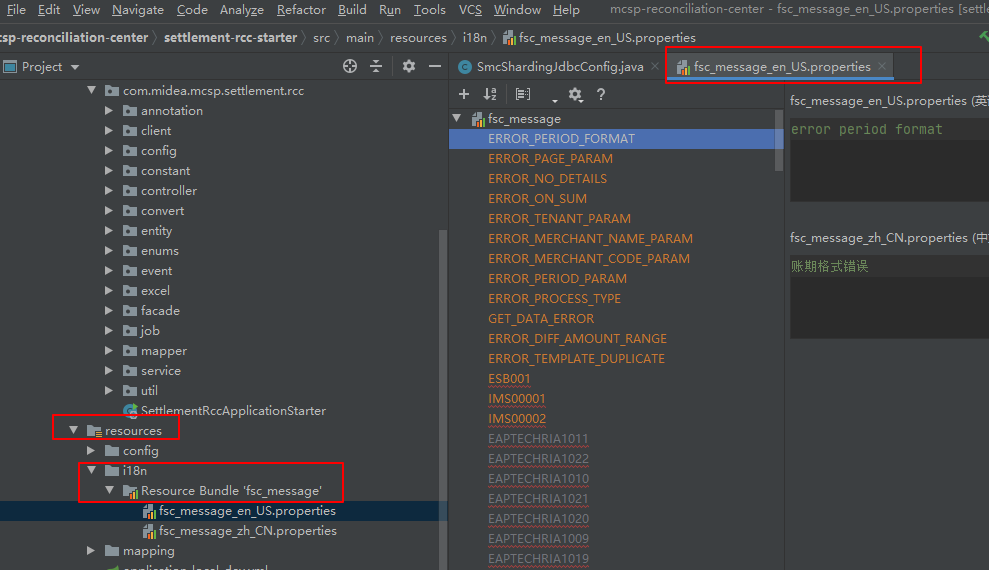 File Edit View Navigate Code Analyze Refactor Build Run Tools VCS Window Help mcsp-reconciliation-center - fsc_message_en_US.properties [settl
csp-reconciliation-center settlement-rcc-starter src main resources i18n fsc_message_en_US.properties
Project
SmcShardingJdbcConfig.java
fsc_message_en_US.properties
com.midea.mcsp.settlement.rcc
annotation
client
config
constant
controller
convert
entity
enums
event
excel
facade
job
mapper
service
util
SettlementRccApplicationStarter
resources
config
i18n
Resource Bundle 'fsc_message'
fsc_message_en_US.properties
fsc_message_zh_CN.properties
mapping
application-local-dev.yml
fsc_message
ERROR_PERIOD_FORMAT
ERROR_PAGE_PARAM
ERROR_NO_DETAILS
ERROR_ON_SUM
ERROR_TENANT_PARAM
ERROR_MERCHANT_NAME_PARAM
ERROR_MERCHANT_CODE_PARAM
ERROR_PERIOD_PARAM
ERROR_PROCESS_TYPE
GET_DATA_ERROR
ERROR_DIFF_AMOUNT_RANGE
ERROR_TEMPLATE_DUPLICATE
ESB001
IMS00001
IMS00002
EAPTECHRIA1011
EAPTECHRIA1022
EAPTECHRIA1010
EAPTECHRIA1021
EAPTECHRIA1020
EAPTECHRIA1009
EAPTECHRIA1019
fsc_message_en_US.properties (英
error period format
fsc_message_zh_CN.properties (中
账期格式错误